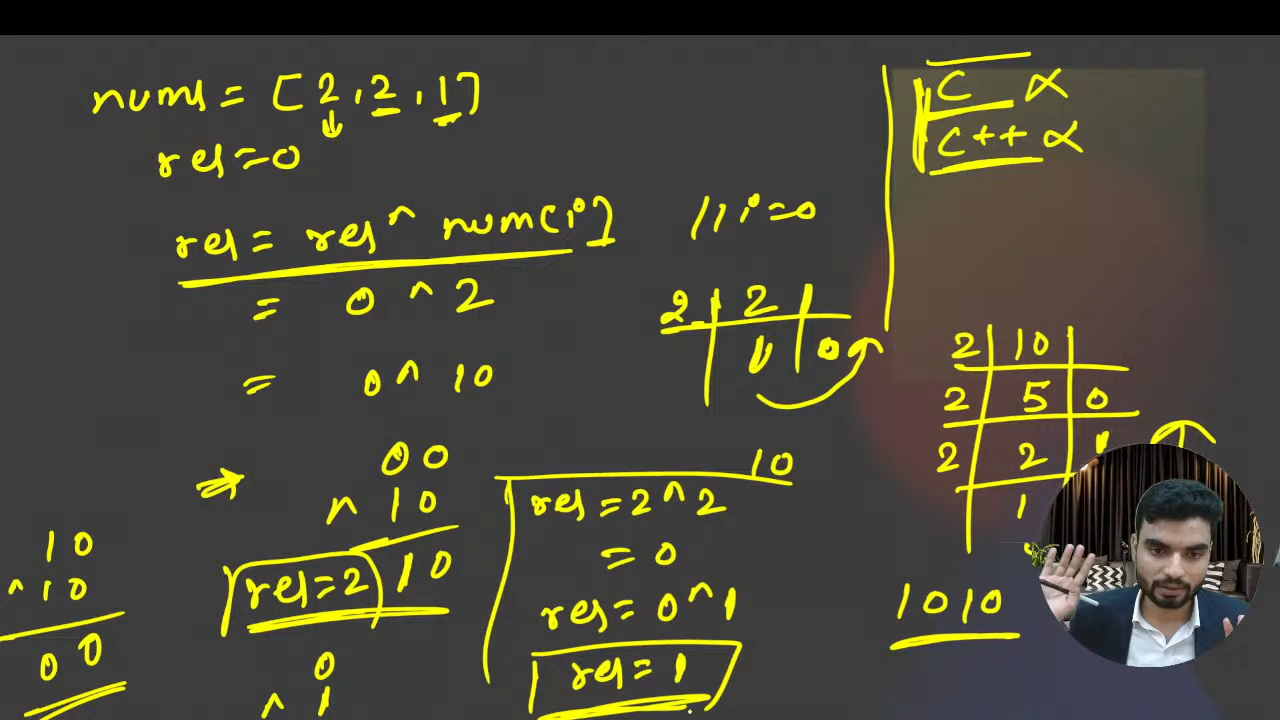 nums = [2, 2, 1]
res=0
res = res ^ num[i] // i=0
= 0 ^ 2
= 0 ^ 10
00
^ 10
10
res=2
0
^ 1
10
^ 10
00
2 2
1 0
10
res = 2 ^ 2
= 0
res = 0 ^ 1
res = 1
C
C++
2 10
2 5 0
2 2 1
1
1010